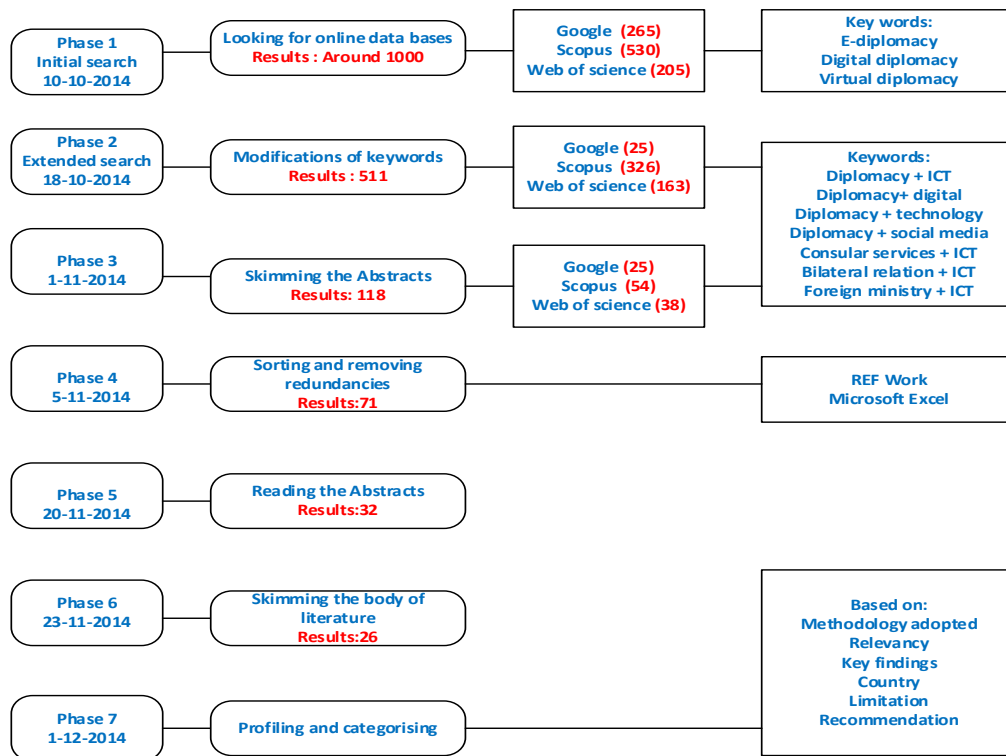 Phase 1
Initial search
10-10-2014
Looking for online data bases
Results : Around 1000
Google (265)
Scopus (530)
Web of science (205)
Key words:
E-diplomacy
Digital diplomacy
Virtual diplomacy
Phase 2
Extended search
18-10-2014
Modifications of keywords
Results : 511
Google (25)
Scopus (326)
Web of science (163)
Keywords:
Diplomacy + ICT
Diplomacy+ digital
Diplomacy + technology
Diplomacy + social media
Consular services + ICT
Bilateral relation + ICT
Foreign ministry + ICT
Phase 3
1-11-2014
Skimming the Abstracts
Results: 118
Google (25)
Scopus (54)
Web of science (38)
Phase 4
5-11-2014
Sorting and removing
redundancies
Results:71
REF Work
Microsoft Excel
Phase 5
20-11-2014
Reading the Abstracts
Results:32
Phase 6
23-11-2014
Skimming the body of
literature
Results:26
Phase 7
1-12-2014
Profiling and categorising
Based on:
Methodology adopted
Relevancy
Key findings
Country
Limitation
Recommendation